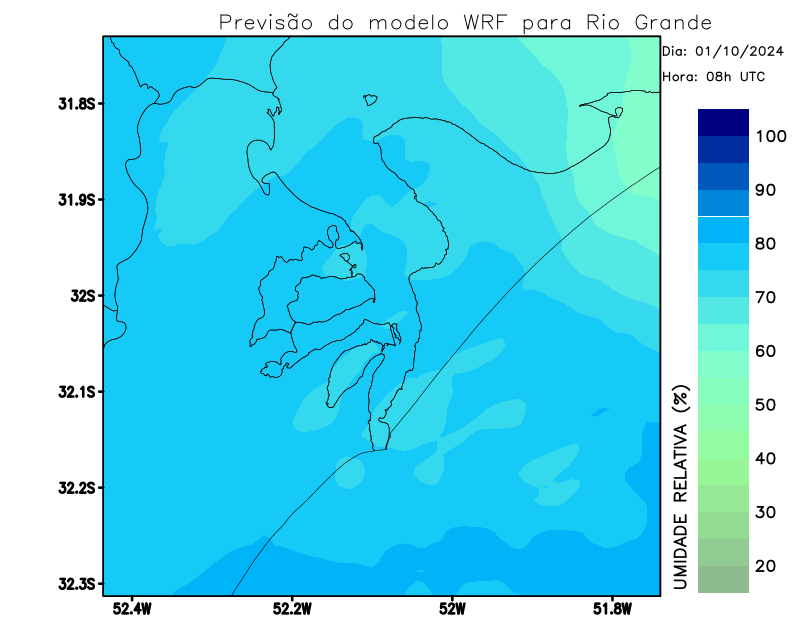 Previsão do modelo WRF para Rio Grande
Dia: 01/10/2024
Hora: 08h UTC
31.8S
31.9S
32S
32.1S
32.2S
32.3S
52.4W
52.2W
52W
51.8W
100
90
80
70
60
50
40
30
20
UMIDADE RELATIVA (%)